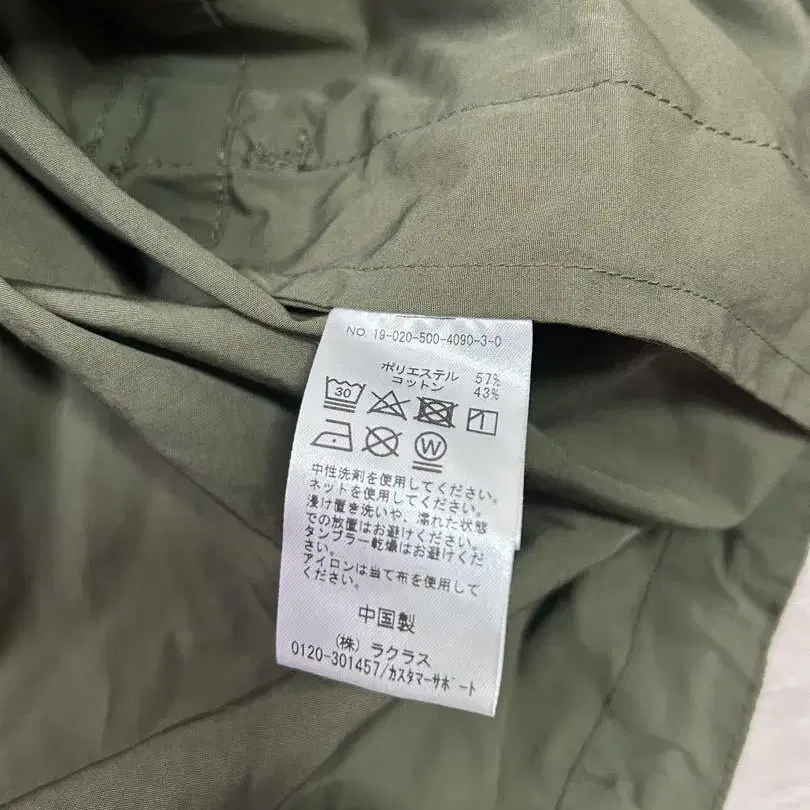 NO. 19-020-500-4090-3-0
ポリエステル 57%
コットン 43%
30
W
中性洗剤を使用してください。
ネットを使用してください。
浸け置き洗いや、濡れた状態
での放置はお避けください。
タンブラー乾燥はお避けくだ
さい。
アイロンは当て布を使用して
ください。
中国製
(株) ラクラス
0120-301457/カスタマーサポート